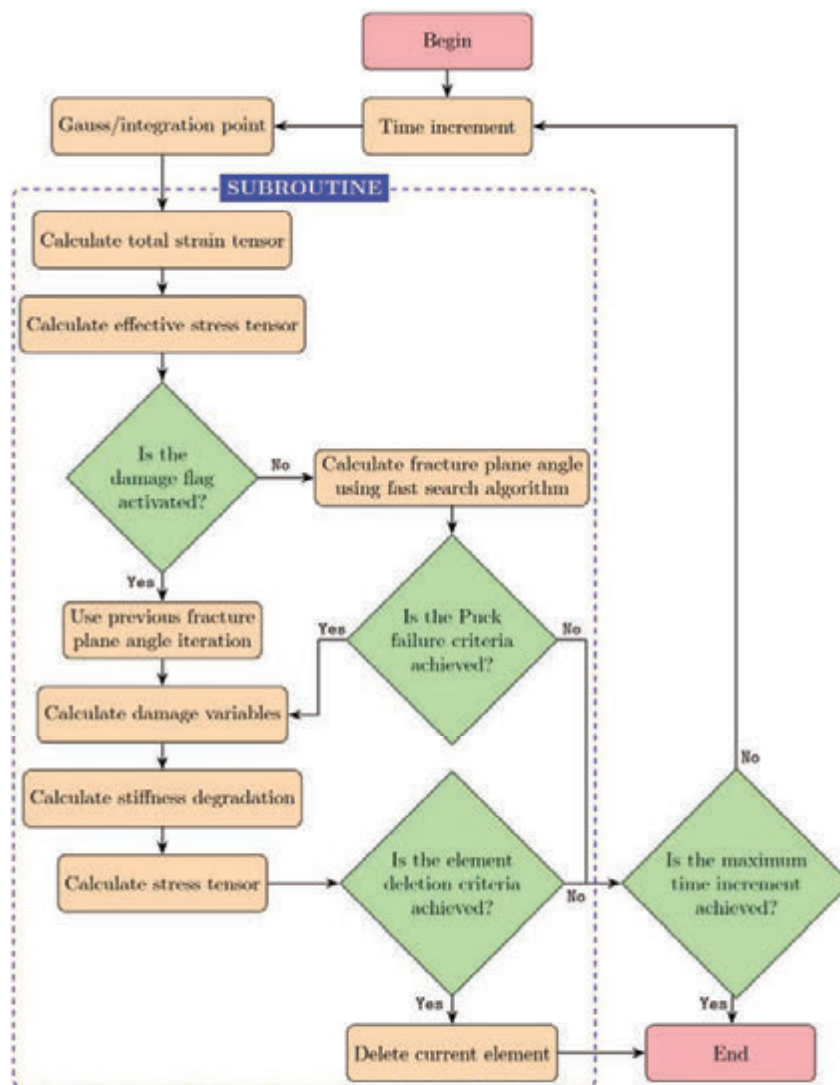 Begin
Gauss/integration point
Time increment
SUBROUTINE
Calculate total strain tensor
Calculate effective stress tensor
Is the
damage flag
activated?
No
Calculate fracture plane angle
using fast search algorithm
Yes
Use previous fracture
plane angle iteration
Yes
Is the Puck
failure criteria
achieved?
No
Calculate damage variables
Calculate stiffness degradation
Calculate stress tensor
Is the element
deletion criteria
achieved?
No
Is the maximum
time increment
achieved?
No
Yes
Delete current element
Yes
End